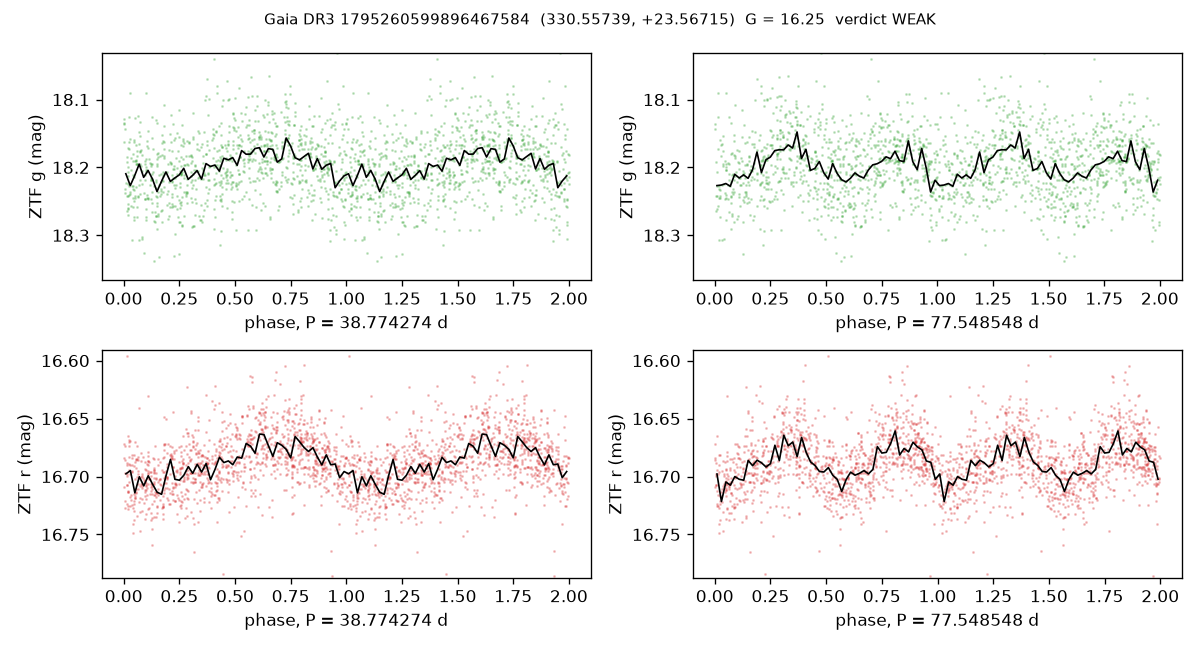 Gaia DR3 1795260599896467584 (330.55739, +23.56715) G = 16.25 verdict WEAK
ZTF g (mag)
18.1
18.2
18.3
0.00 0.25 0.50 0.75 1.00 1.25 1.50 1.75 2.00
phase, P = 38.774274 d
ZTF g (mag)
18.1
18.2
18.3
0.00 0.25 0.50 0.75 1.00 1.25 1.50 1.75 2.00
phase, P = 77.548548 d
ZTF r (mag)
16.60
16.65
16.70
16.75
0.00 0.25 0.50 0.75 1.00 1.25 1.50 1.75 2.00
phase, P = 38.774274 d
ZTF r (mag)
16.60
16.65
16.70
16.75
0.00 0.25 0.50 0.75 1.00 1.25 1.50 1.75 2.00
phase, P = 77.548548 d